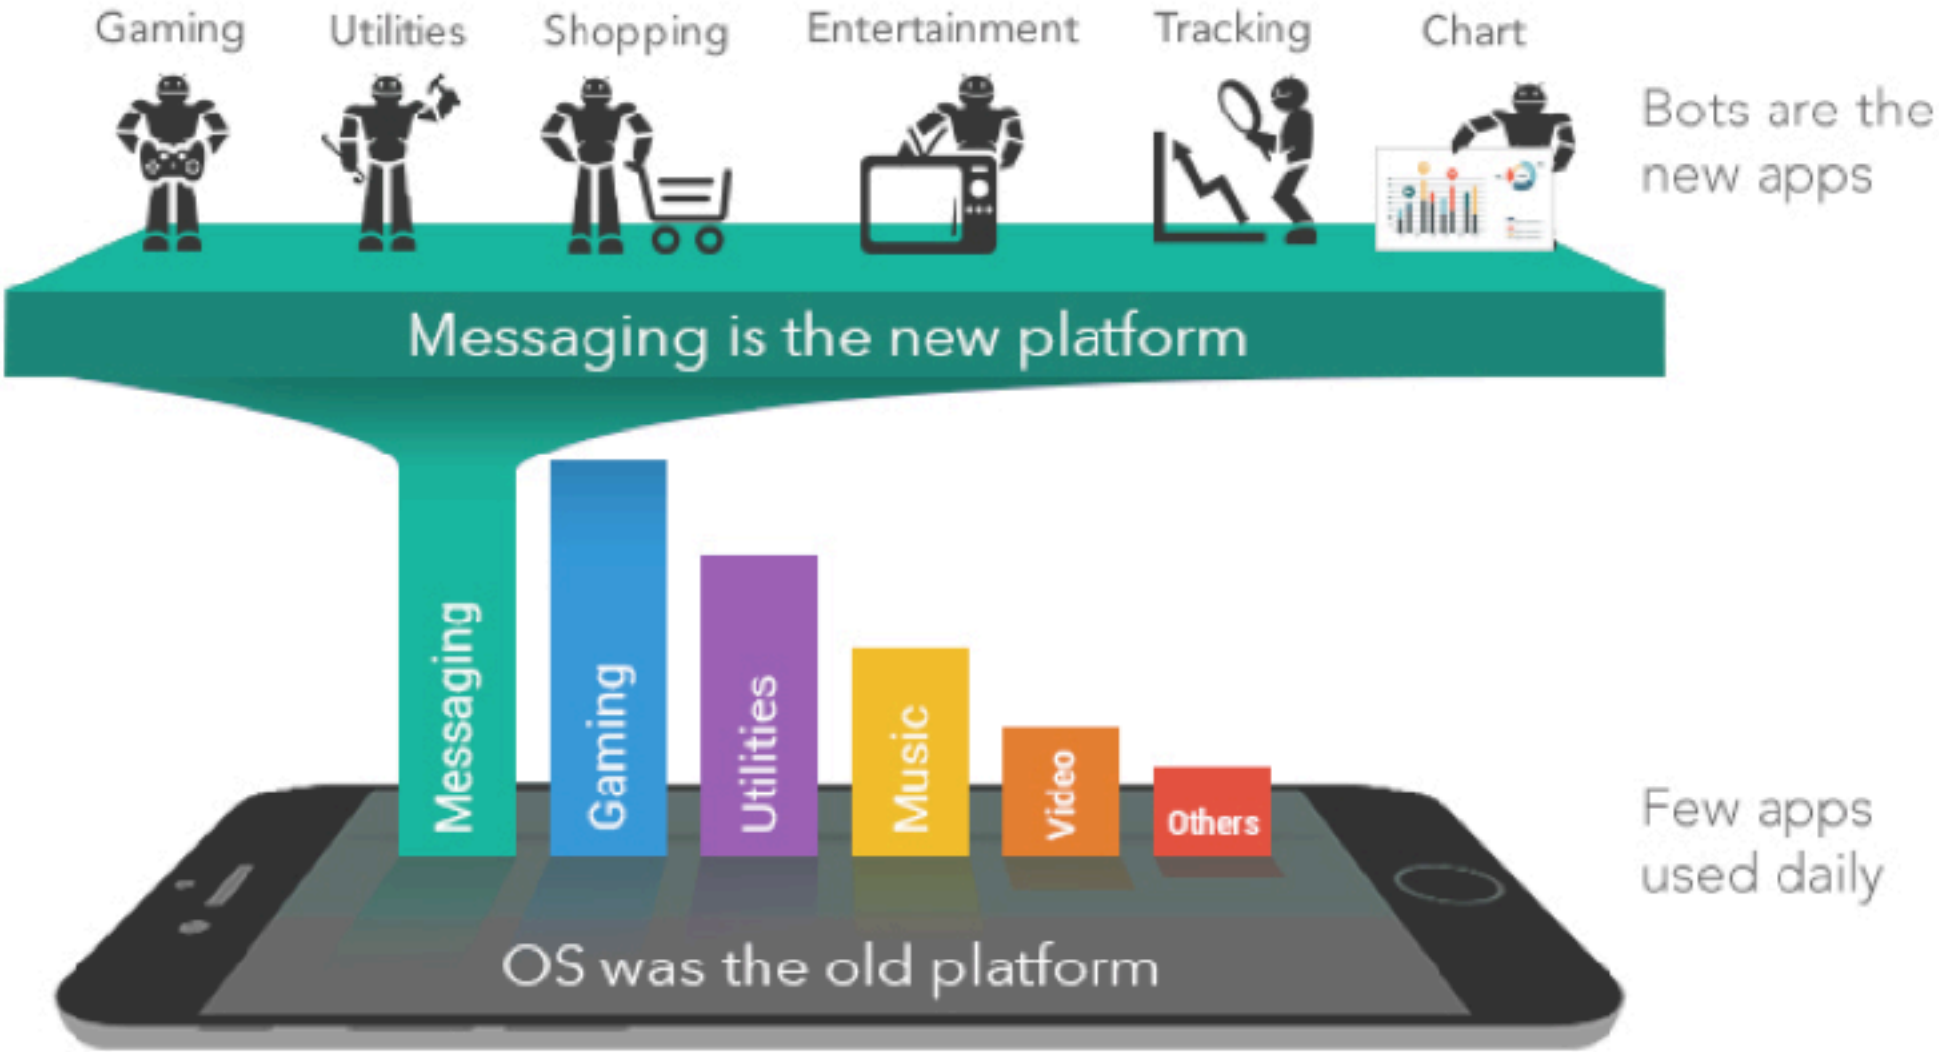 Gaming
Utilities
Shopping
Entertainment
Tracking
Chart
Bots are the
new apps
Messaging is the new platform
Messaging
Gaming
Utilities
Music
Video
Others
Few apps
used daily
OS was the old platform